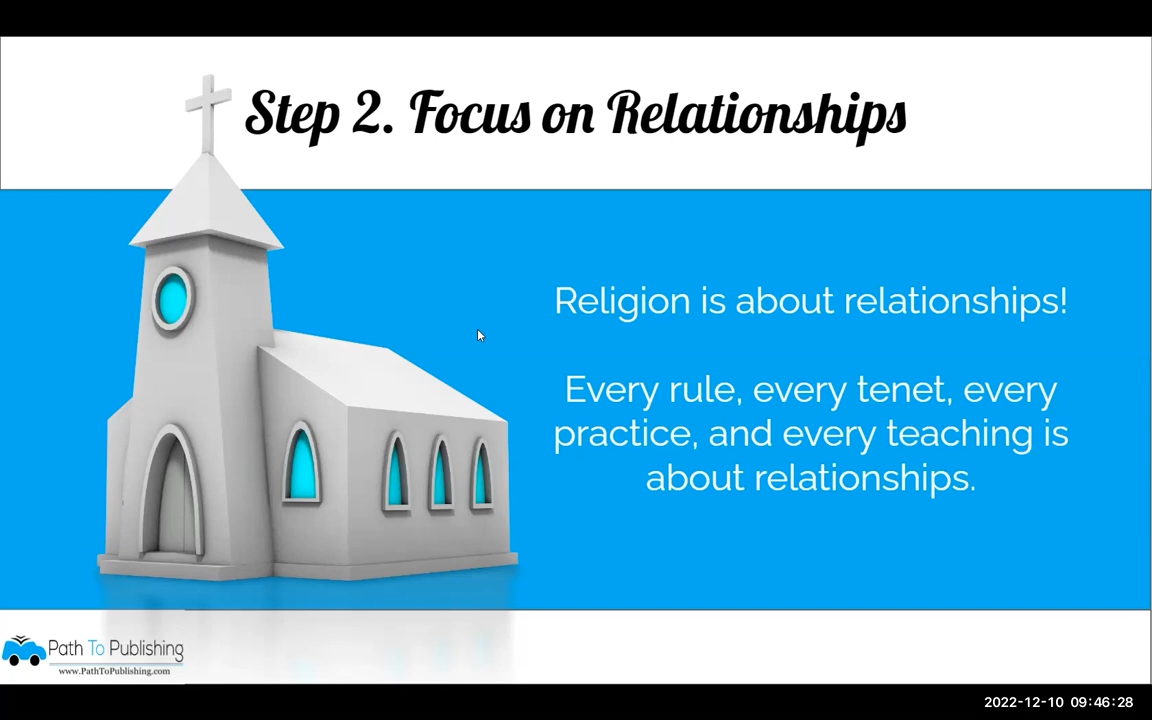 Step 2. Focus on Relationships
Religion is about relationships!
Every rule, every tenet, every
practice, and every teaching is
about relationships.
Path To Publishing
www.PathToPublishing.com
2022-12-10 09:46:28